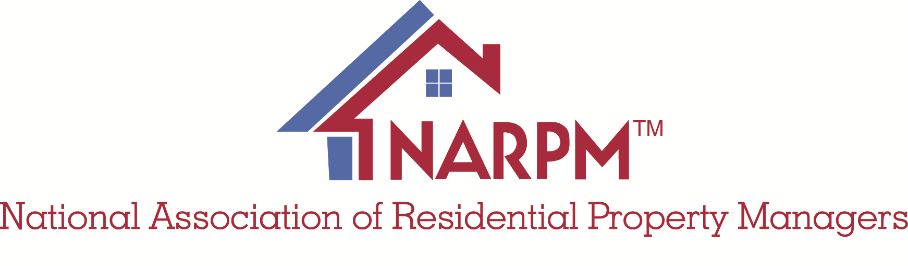 NARPM™
National Association of Residential Property Managers